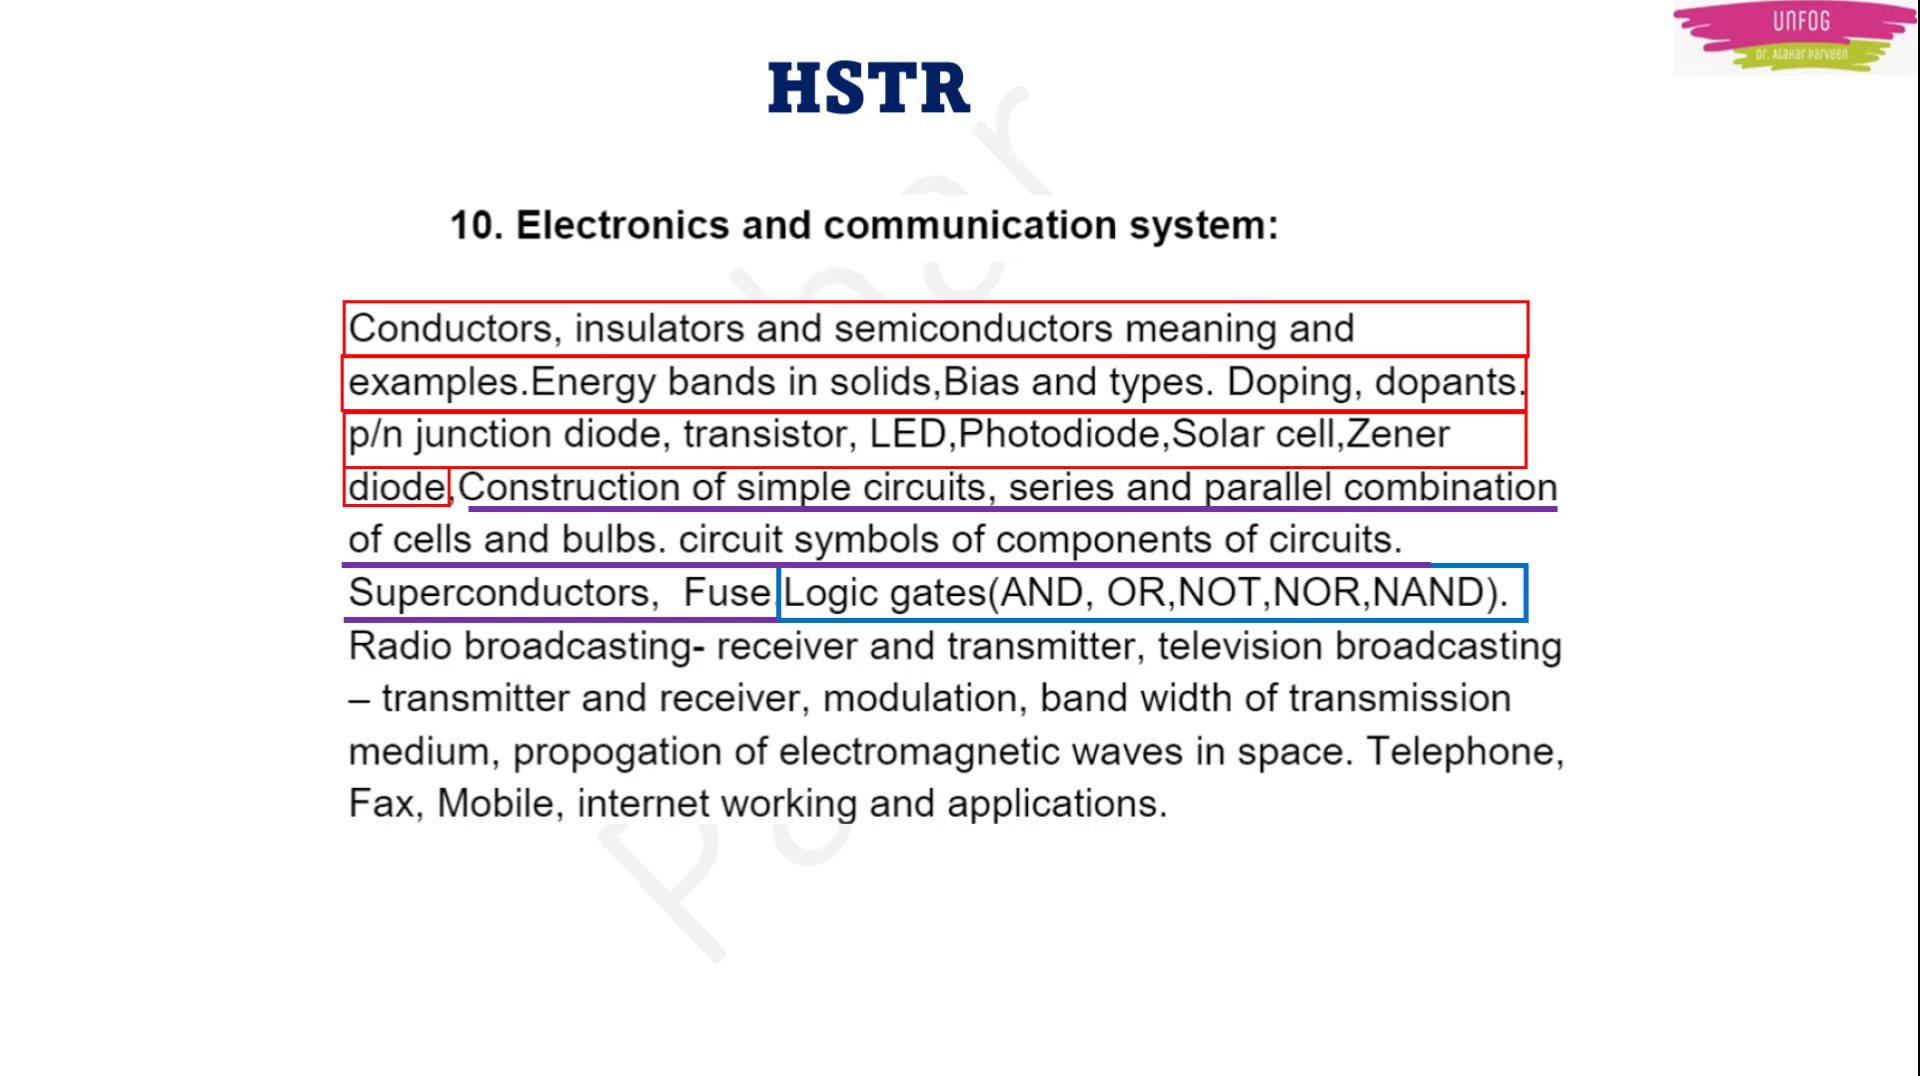 UNFOG
Dr. Atahar Parveen
HSTR
10. Electronics and communication system:
Conductors, insulators and semiconductors meaning and
examples.Energy bands in solids,Bias and types. Doping, dopants.
p/n junction diode, transistor, LED,Photodiode,Solar cell,Zener
diode,Construction of simple circuits, series and parallel combination
of cells and bulbs. circuit symbols of components of circuits.
Superconductors, Fuse Logic gates(AND, OR,NOT,NOR,NAND).
Radio broadcasting- receiver and transmitter, television broadcasting
– transmitter and receiver, modulation, band width of transmission
medium, propogation of electromagnetic waves in space. Telephone,
Fax, Mobile, internet working and applications.